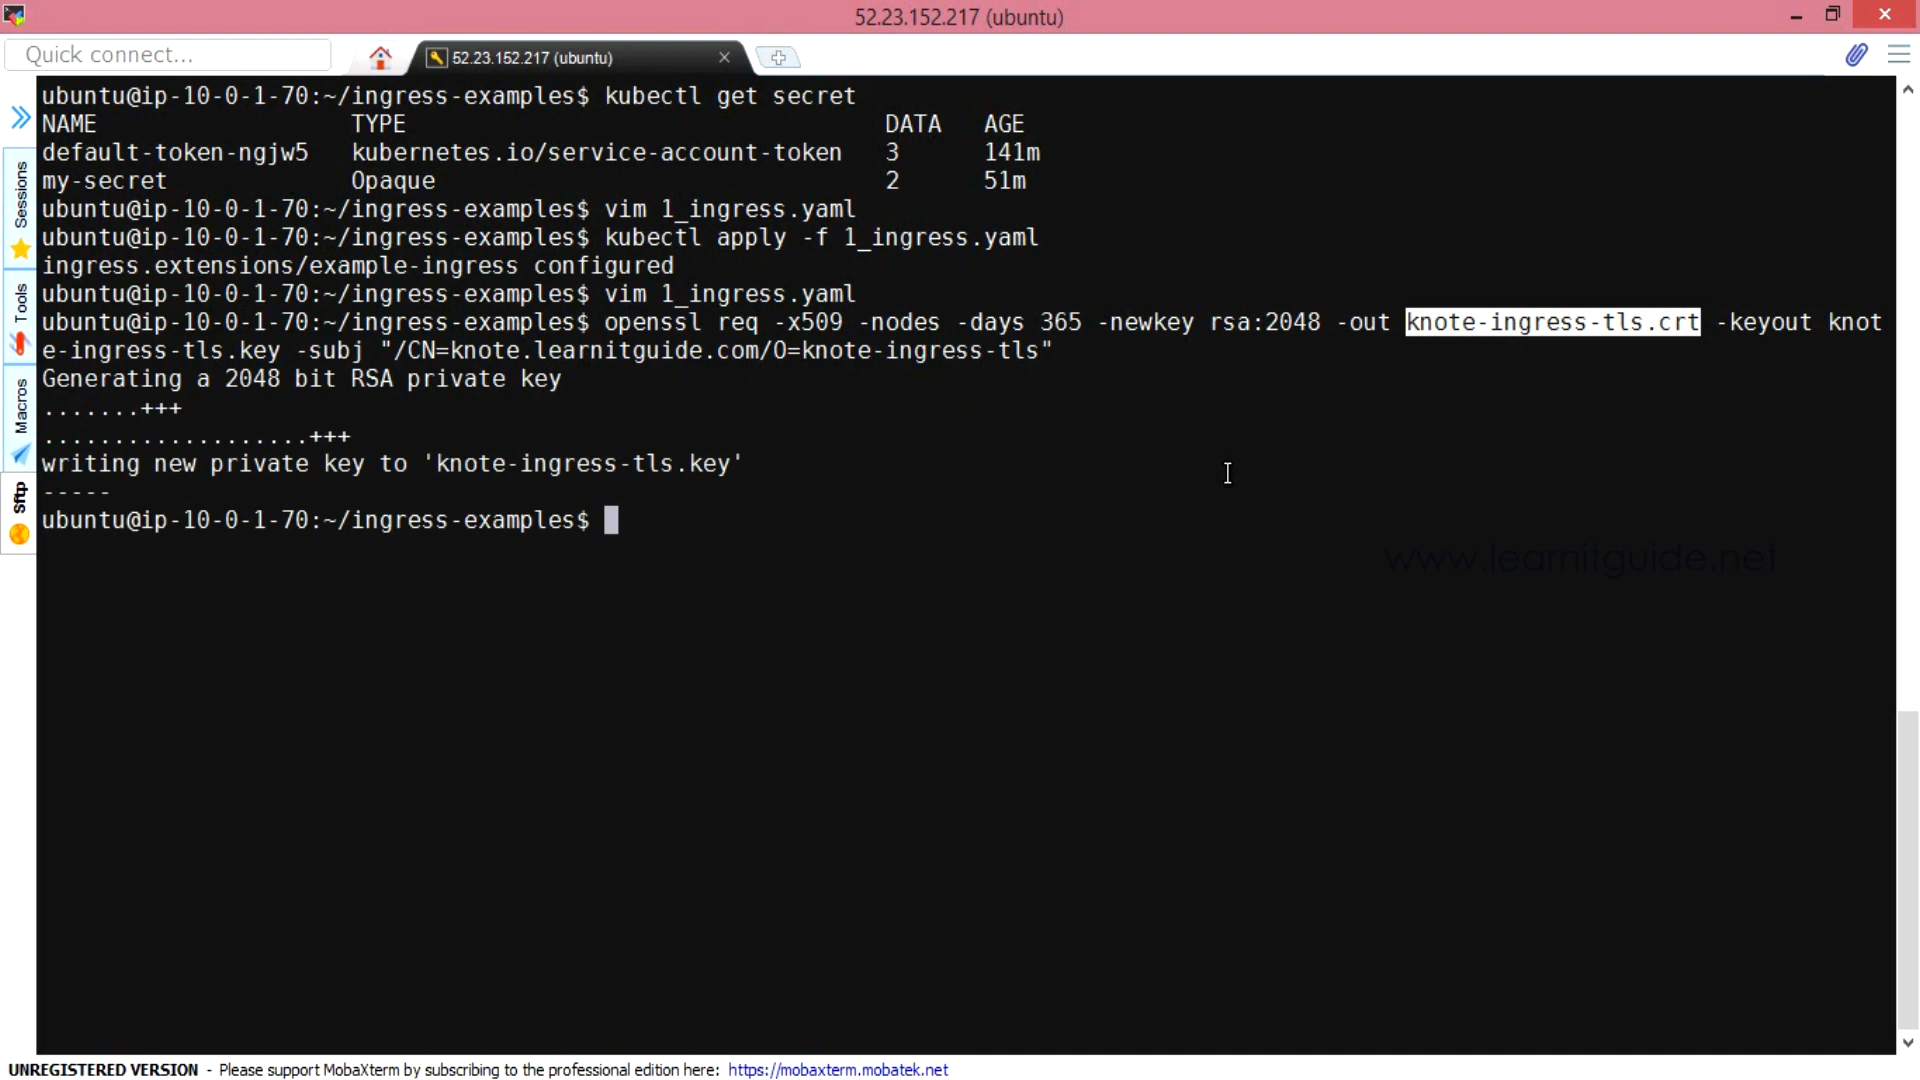 52.23.152.217 (ubuntu)
Quick connect...
52.23.152.217 (ubuntu)
Sessions
Tools
Macros
Sftp
ubuntu@ip-10-0-1-70:~/ingress-examples$ kubectl get secret
NAME TYPE DATA AGE
default-token-ngjw5 kubernetes.io/service-account-token 3 141m
my-secret Opaque 2 51m
ubuntu@ip-10-0-1-70:~/ingress-examples$ vim 1_ingress.yaml
ubuntu@ip-10-0-1-70:~/ingress-examples$ kubectl apply -f 1_ingress.yaml
ingress.extensions/example-ingress configured
ubuntu@ip-10-0-1-70:~/ingress-examples$ vim 1_ingress.yaml
ubuntu@ip-10-0-1-70:~/ingress-examples$ openssl req -x509 -nodes -days 365 -newkey rsa:2048 -out knote-ingress-tls.crt -keyout knot
e-ingress-tls.key -subj "/CN=knote.learnitguide.com/O=knote-ingress-tls"
Generating a 2048 bit RSA private key
.......+++
...................+++
writing new private key to 'knote-ingress-tls.key'
-----
ubuntu@ip-10-0-1-70:~/ingress-examples$
www.learnitguide.net
UNREGISTERED VERSION - Please support MobaXterm by subscribing to the professional edition here: https://mobaxterm.mobatek.net